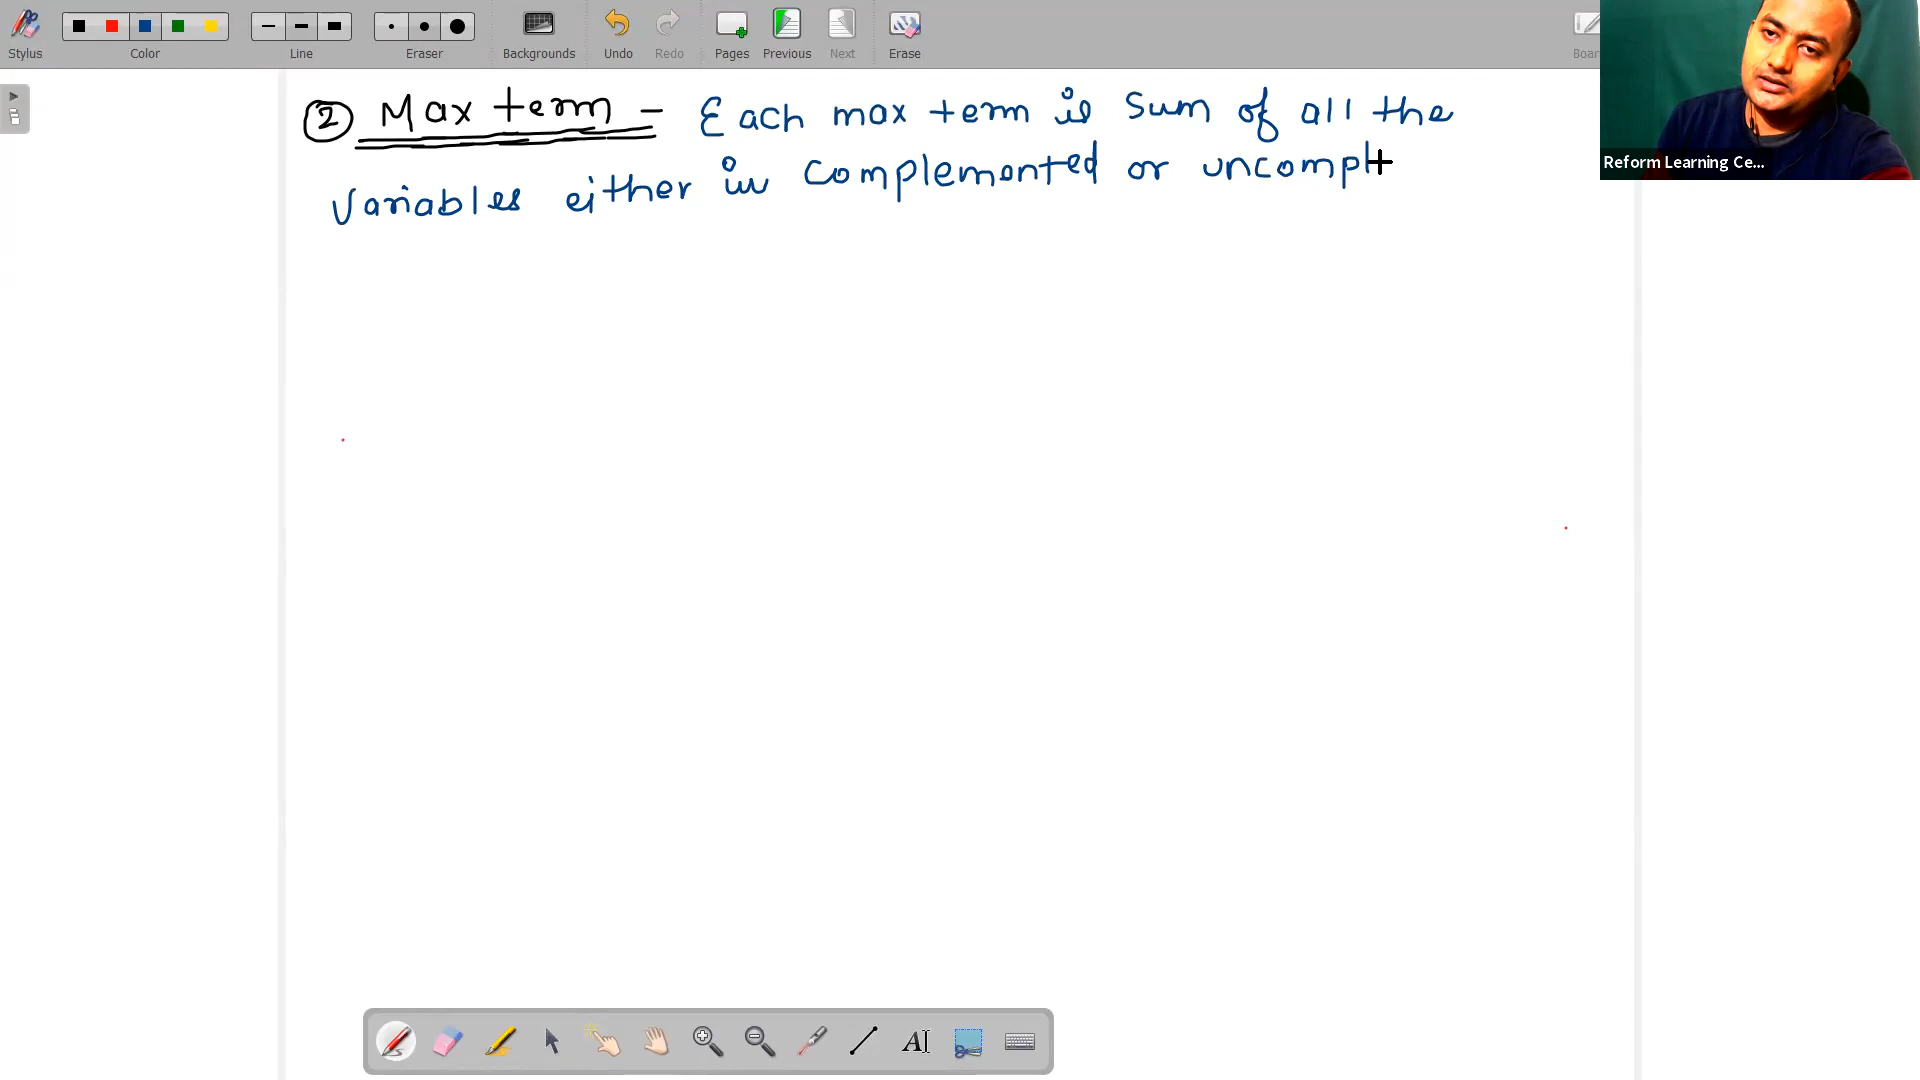 Stylus
Color
Line
Eraser
Backgrounds
Undo
Redo
Pages
Previous
Next
Erase
Boar
Reform Learning Ce...
② Max term - Each max term is sum of all the
variables either in complemented or uncompl